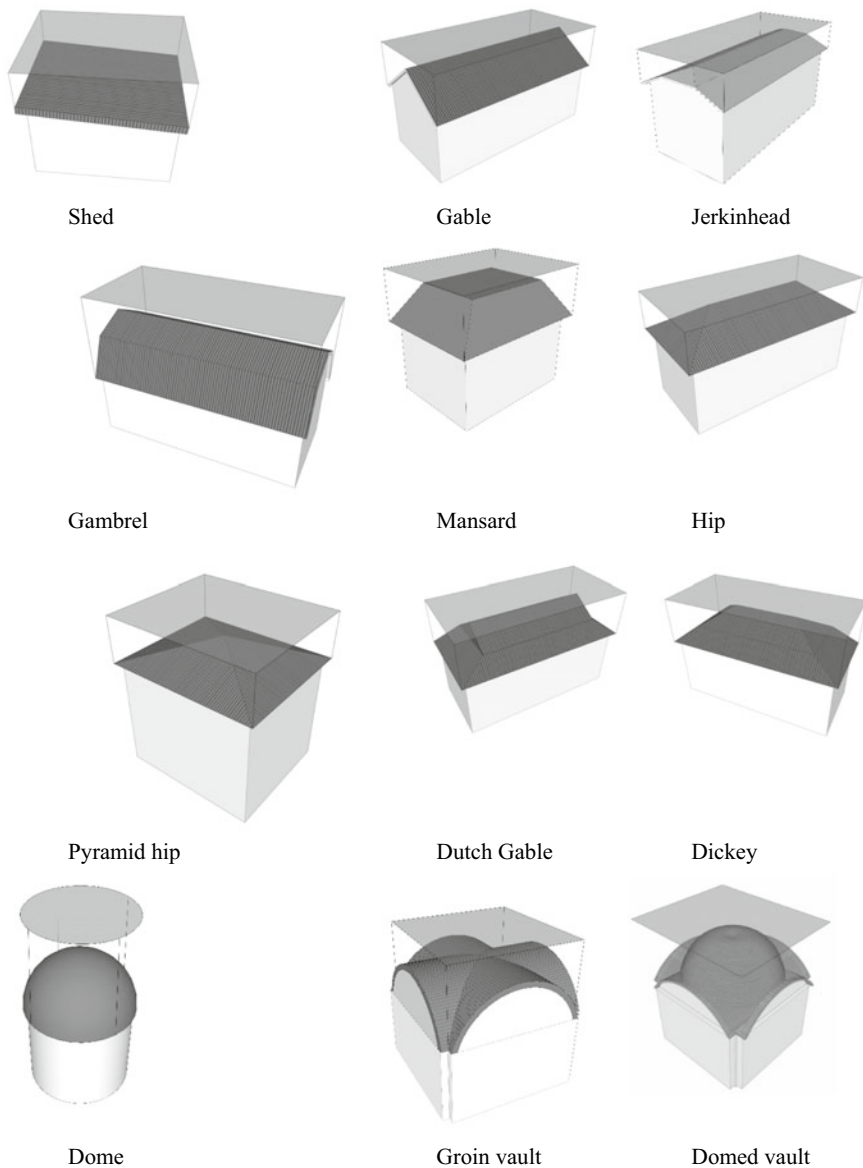 Shed Gable Jerkinhead
Gambrel Mansard Hip
Pyramid hip Dutch Gable Dickey
Dome Groin vault Domed vault